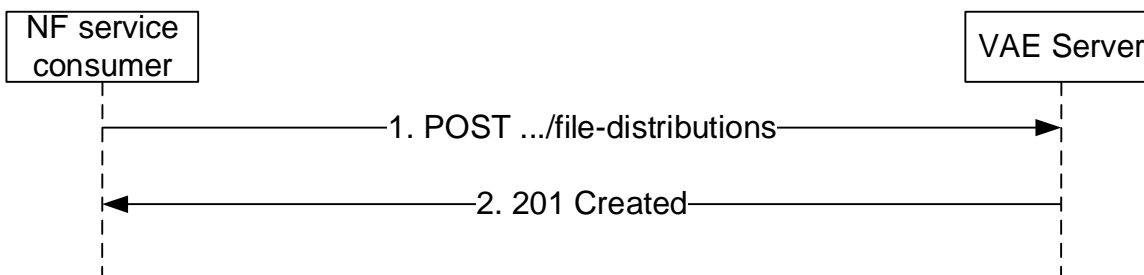 NF service
consumer
VAE Server
1. POST .../file-distributions
2. 201 Created